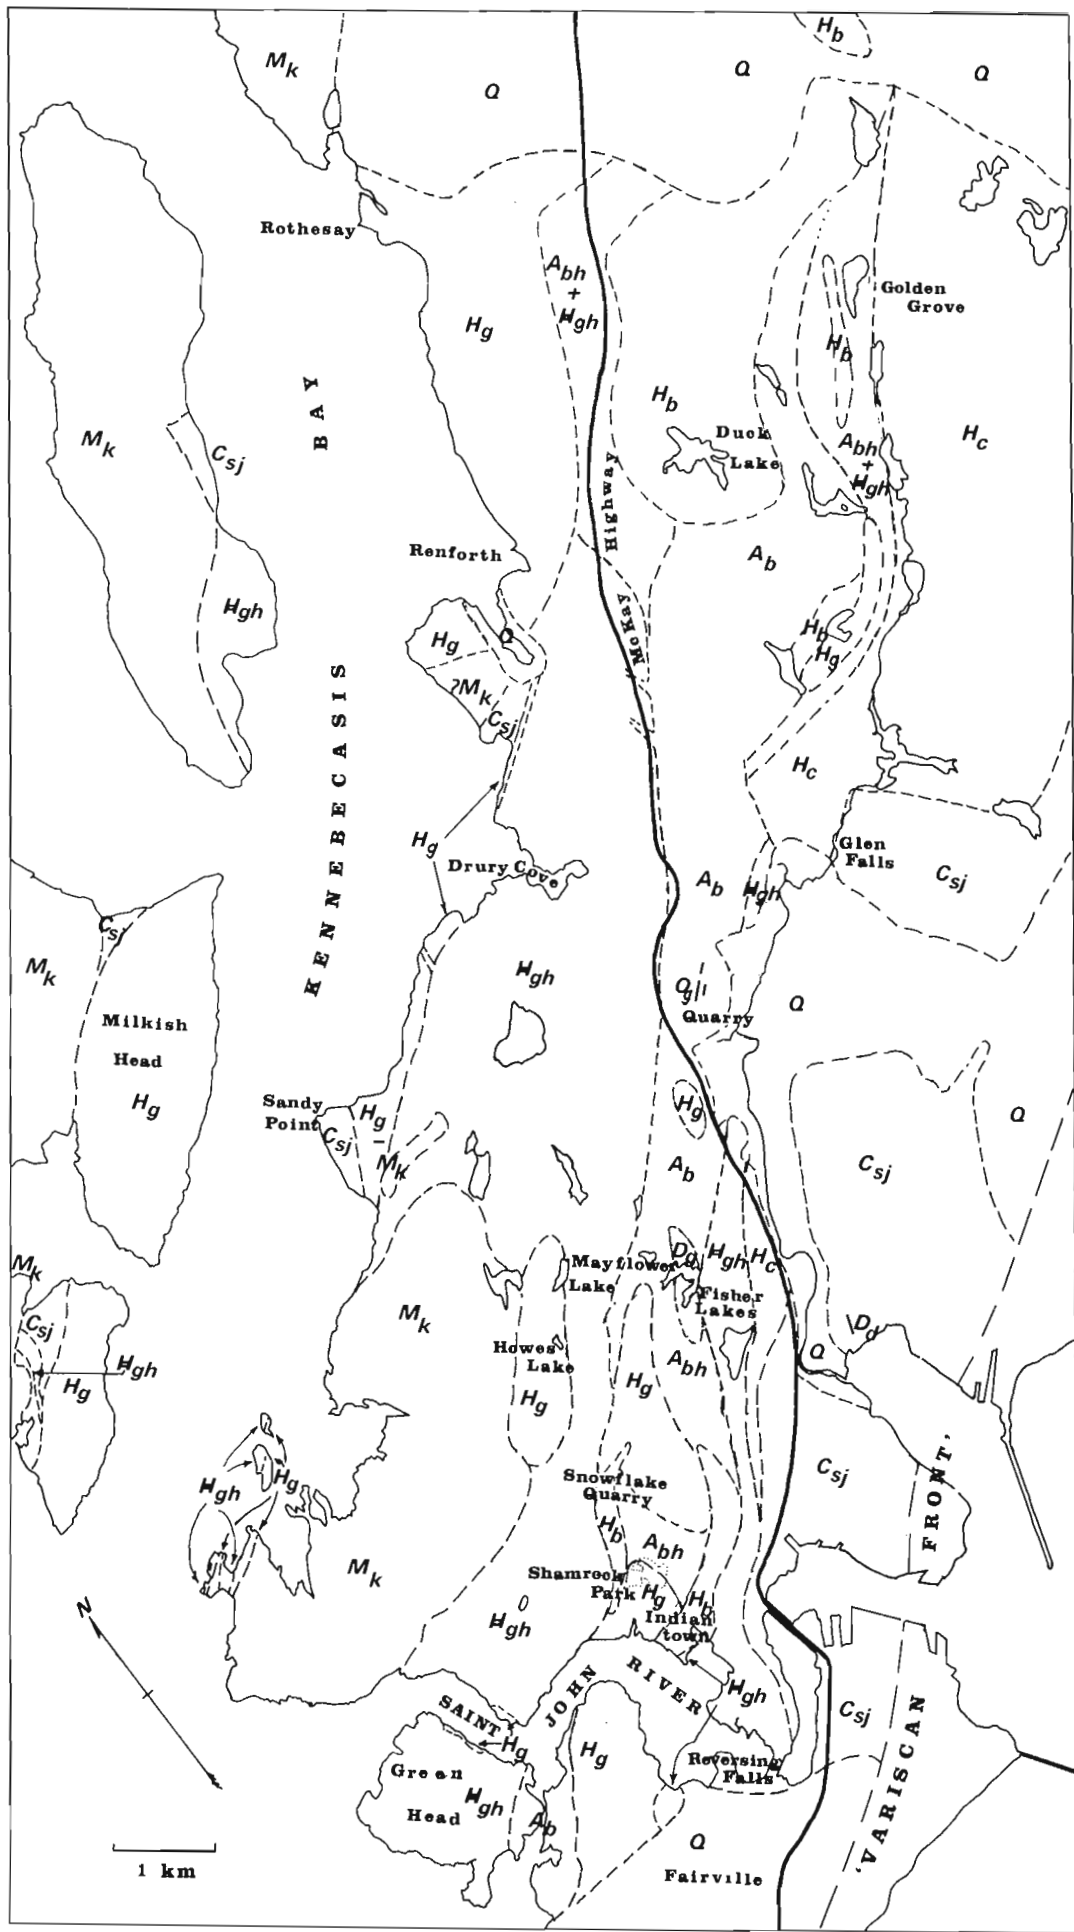 Hb
Mk
Q
Q
Q
Rothesay
Abh
+
Hgh
Hg
Golden
Grove
Hb
BAY
Hb
Mk
Csj
Duck
Lake
Abh
+
Hgh
Hc
Highway
Renforth
Ab
Hgh
Hg
Q
McKay
Hb
Hg
?Mk
Csj
KENNEBECASIS
Hc
Hg
Drury Cove
Glen
Falls
Ab
Hgh
Csj
Csj
Mk
Hgh
Qg
Quarry
Q
Milkish
Head
Hg
Sandy
Point
Hg
Csj
Mk
Hg
Q
Ab
Csj
Mk
Mayflower
Lake
Dd
Hgh
Hc
Fisher
Lakes
Csj
Mk
Dd
Q
Hgh
Hg
Howes
Lake
Hg
Hg
Abh
Hgh
Hg
Snowflake
Quarry
Csj
FRONT'
Hb
Abh
Mk
Shamrock
Park
Hg
Hb
Indian
town
N
Hgh
SAINT
JOHN
RIVER
Hgh
Csj
Hg
Hg
Reversing
Falls
Green
Head
Hgh
Ab
Q
Fairville
'VARISCAN
1 km